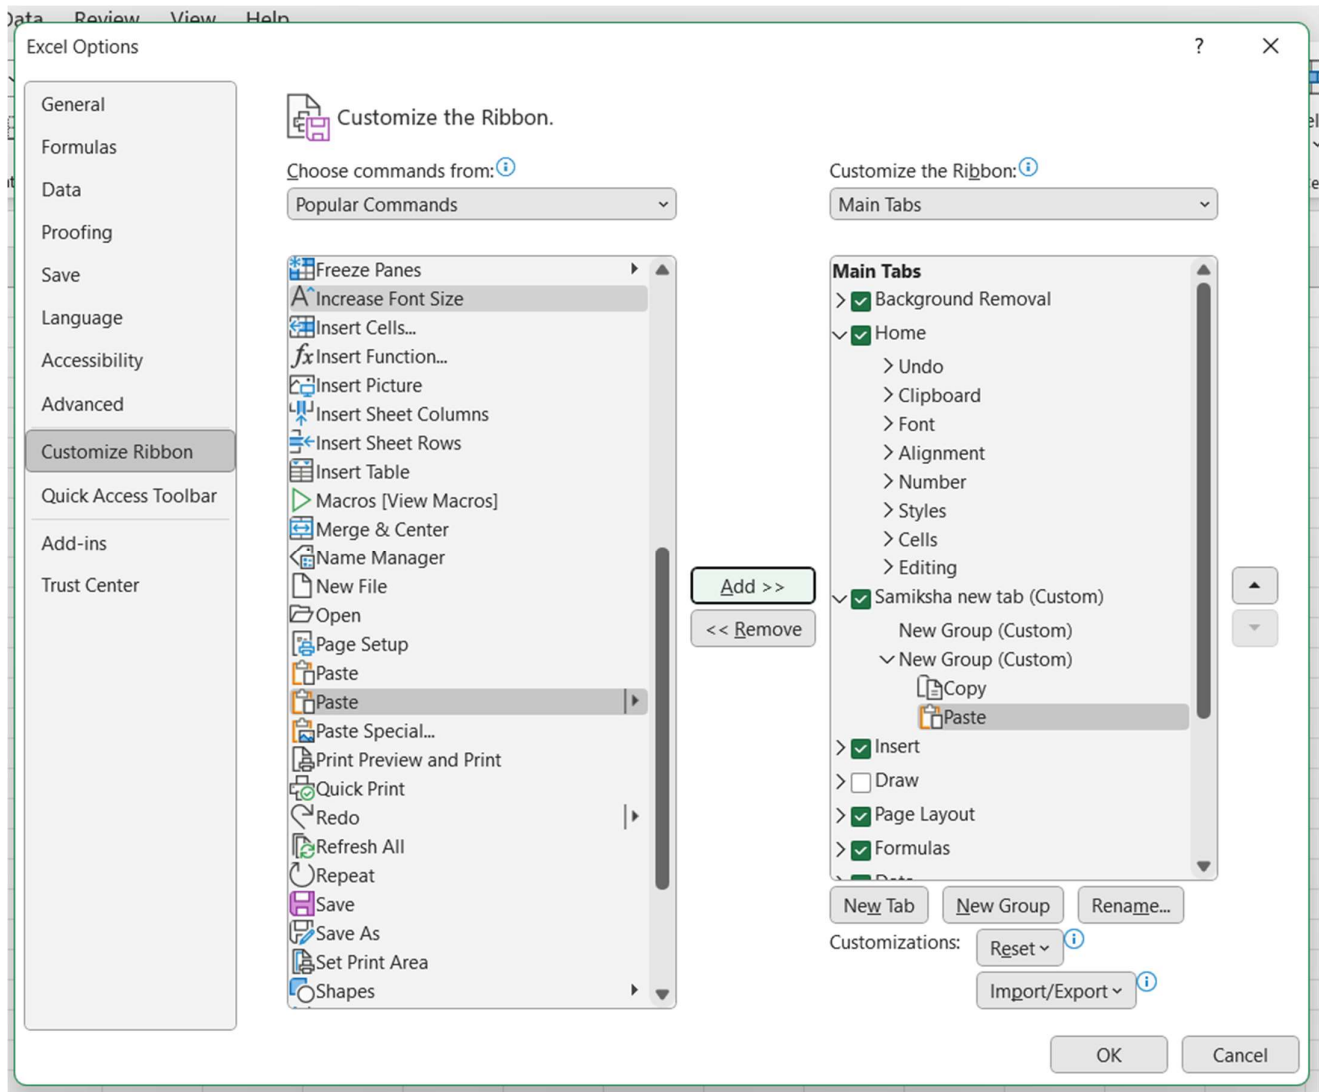 Data Review View Help
Excel Options ?
General
Formulas
Data
Proofing
Save
Language
Accessibility
Advanced
Customize Ribbon
Quick Access Toolbar
Add-ins
Trust Center
Customize the Ribbon.
Choose commands from:
Popular Commands
Freeze Panes
Increase Font Size
Insert Cells...
Insert Function...
Insert Picture
Insert Sheet Columns
Insert Sheet Rows
Insert Table
Macros [View Macros]
Merge & Center
Name Manager
New File
Open
Page Setup
Paste
Paste
Paste Special...
Print Preview and Print
Quick Print
Redo
Refresh All
Repeat
Save
Save As
Set Print Area
Shapes
Add >>
<< Remove
Customize the Ribbon:
Main Tabs
Main Tabs
Background Removal
Home
Undo
Clipboard
Font
Alignment
Number
Styles
Cells
Editing
Samiksha new tab (Custom)
New Group (Custom)
New Group (Custom)
Copy
Paste
Insert
Draw
Page Layout
Formulas
Data
New Tab New Group Rename...
Customizations: Reset
Import/Export
OK Cancel